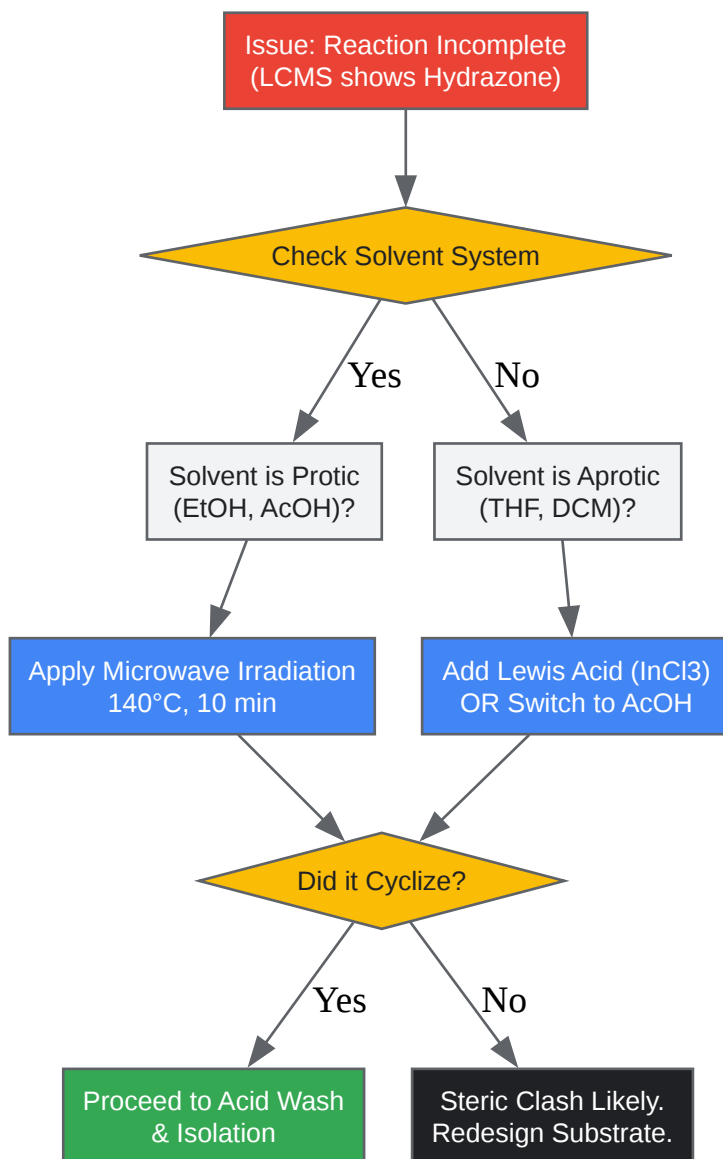 Issue: Reaction Incomplete
(LCMS shows Hydrazone)
Check Solvent System
Yes
No
Solvent is Protic
(EtOH, AcOH)?
Solvent is Aprotic
(THF, DCM)?
Apply Microwave Irradiation
140°C, 10 min
Add Lewis Acid (InCl3)
OR Switch to AcOH
Did it Cyclize?
Yes
No
Proceed to Acid Wash
& Isolation
Steric Clash Likely.
Redesign Substrate.